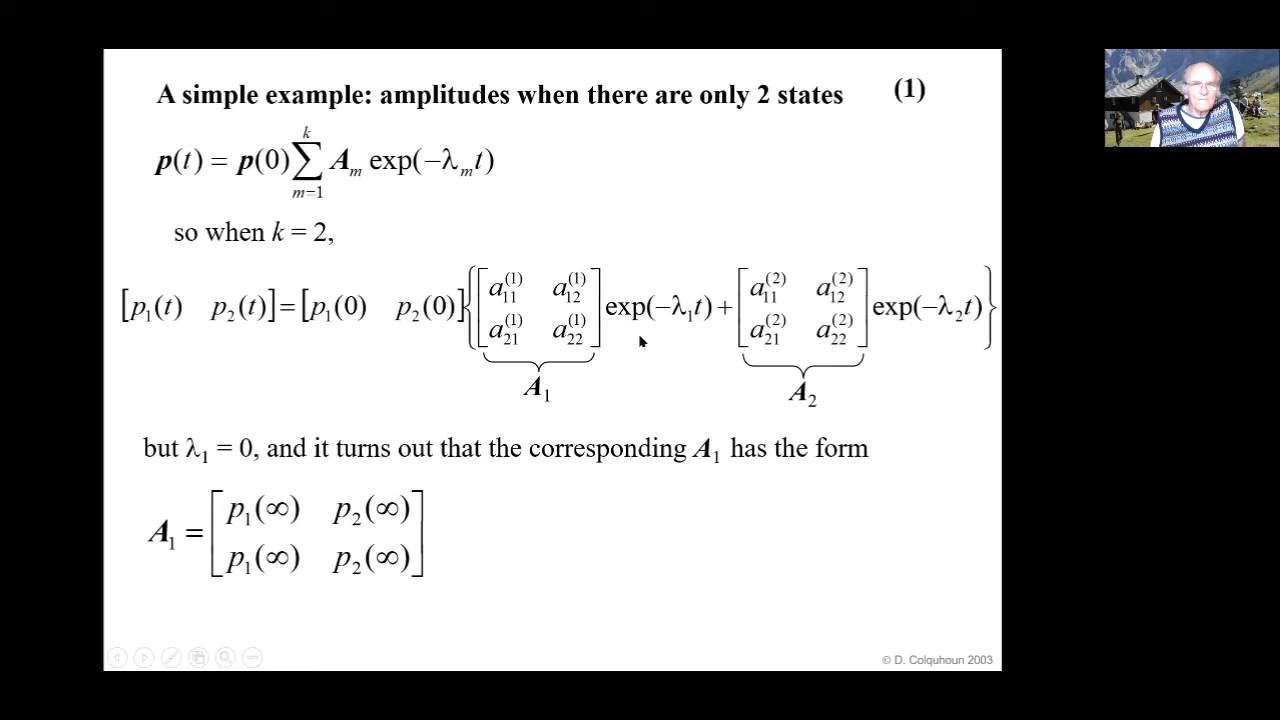 A simple example: amplitudes when there are only 2 states (1)
p(t) = p(0) ∑_{m=1}^{k} A_m exp(−λ_m t)
so when k = 2,
[p₁(t) p₂(t)] = [p₁(0) p₂(0)] { [a₁₁^{(1)} a₁₂^{(1)}; a₂₁^{(1)} a₂₂^{(1)}] exp(−λ₁t) + [a₁₁^{(2)} a₁₂^{(2)}; a₂₁^{(2)} a₂₂^{(2)}] exp(−λ₂t) }
A₁ A₂
but λ₁ = 0, and it turns out that the corresponding A₁ has the form
A₁ = [p₁(∞) p₂(∞); p₁(∞) p₂(∞)]
© D. Colquhoun 2003